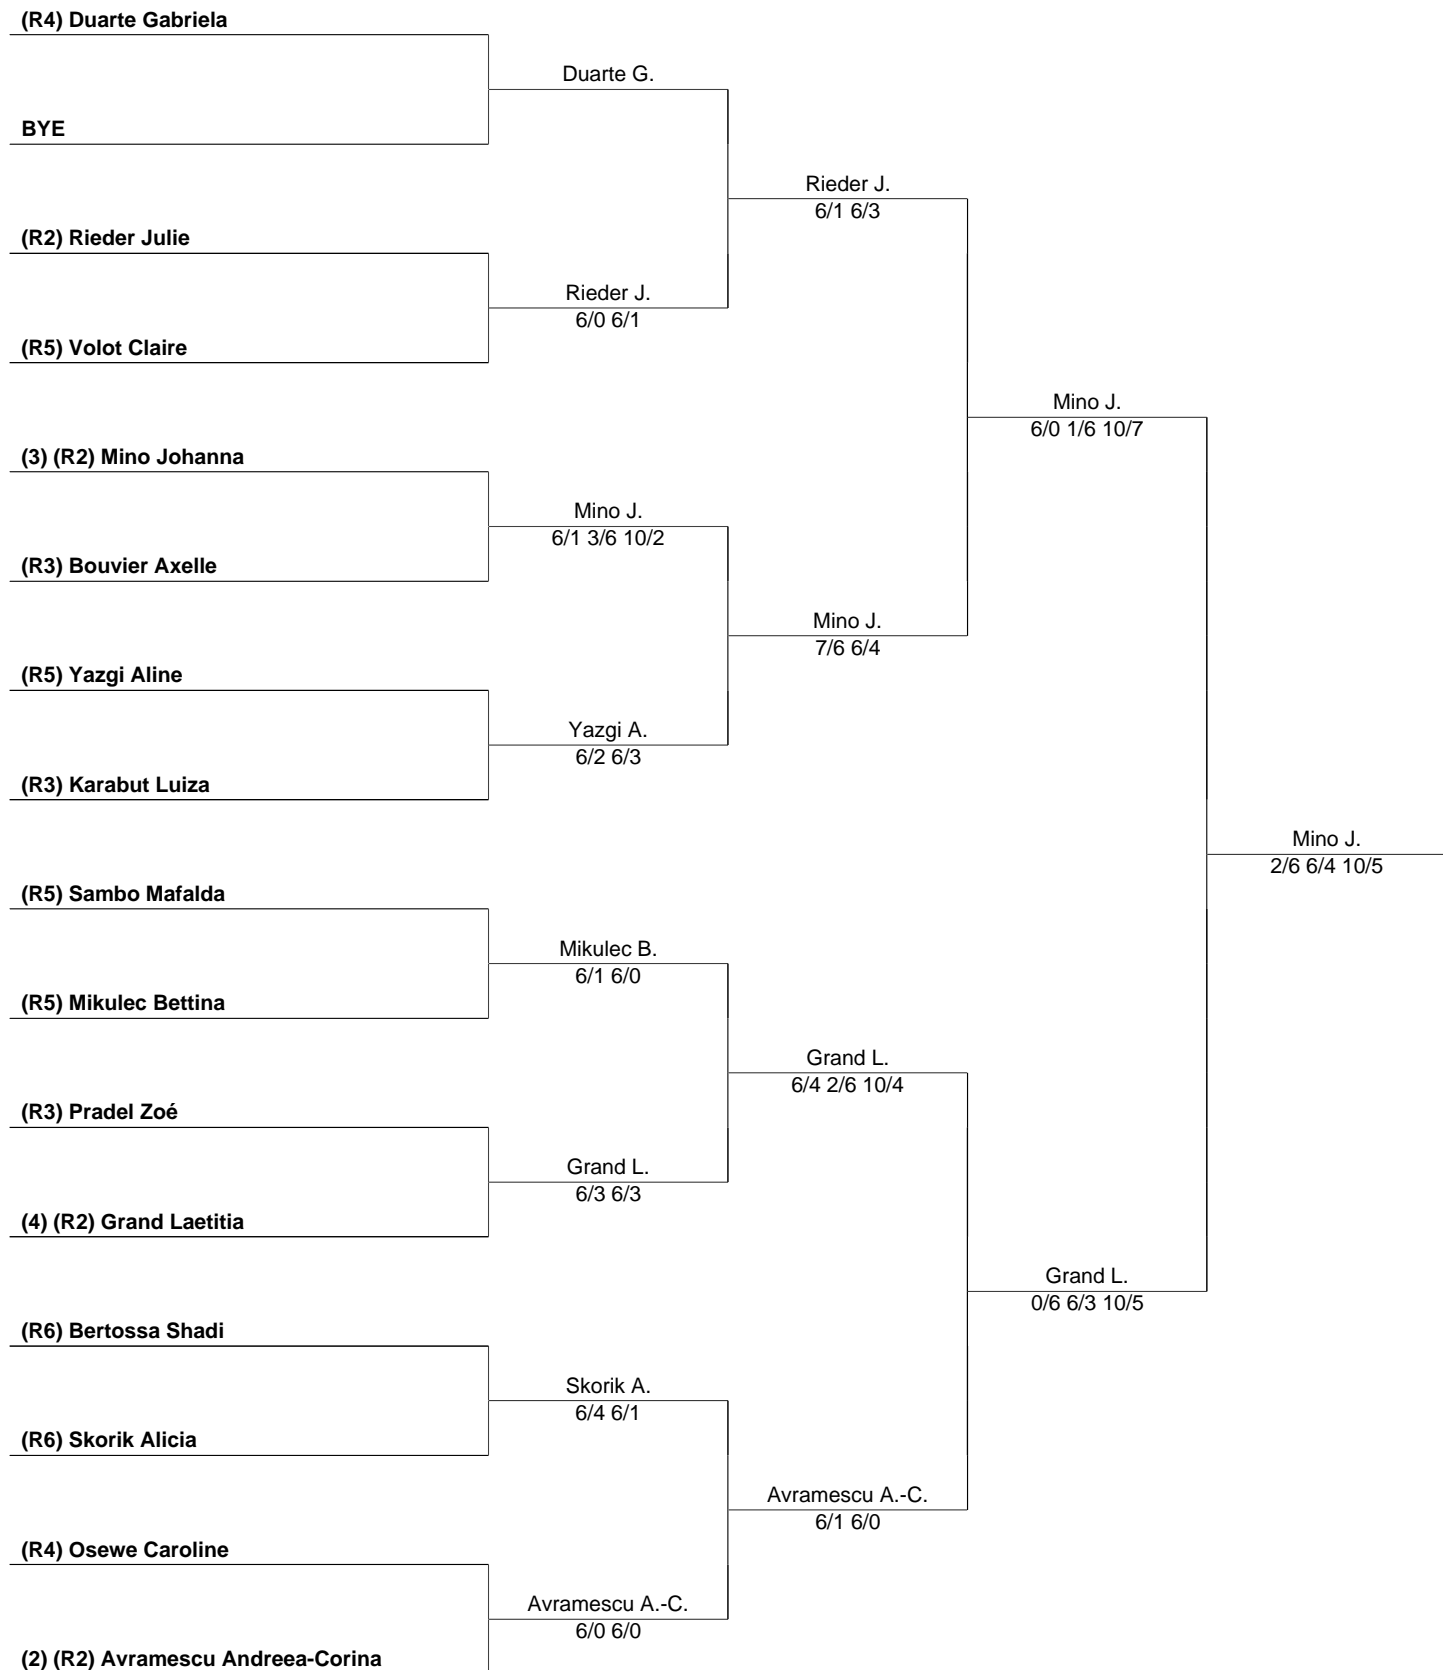 (R4) Duarte Gabriela
Duarte G.
BYE
Rieder J.
6/1 6/3
(R2) Rieder Julie
Rieder J.
6/0 6/1
(R5) Volot Claire
Mino J.
6/0 1/6 10/7
(3) (R2) Mino Johanna
Mino J.
6/1 3/6 10/2
(R3) Bouvier Axelle
Mino J.
7/6 6/4
(R5) Yazgi Aline
Yazgi A.
6/2 6/3
(R3) Karabut Luiza
Mino J.
2/6 6/4 10/5
(R5) Sambo Mafalda
Mikulec B.
6/1 6/0
(R5) Mikulec Bettina
Grand L.
6/4 2/6 10/4
(R3) Pradel Zoé
Grand L.
6/3 6/3
(4) (R2) Grand Laetitia
Grand L.
0/6 6/3 10/5
(R6) Bertossa Shadi
Skorik A.
6/4 6/1
(R6) Skorik Alicia
Avramescu A.-C.
6/1 6/0
(R4) Osewe Caroline
Avramescu A.-C.
6/0 6/0
(2) (R2) Avramescu Andreea-Corina